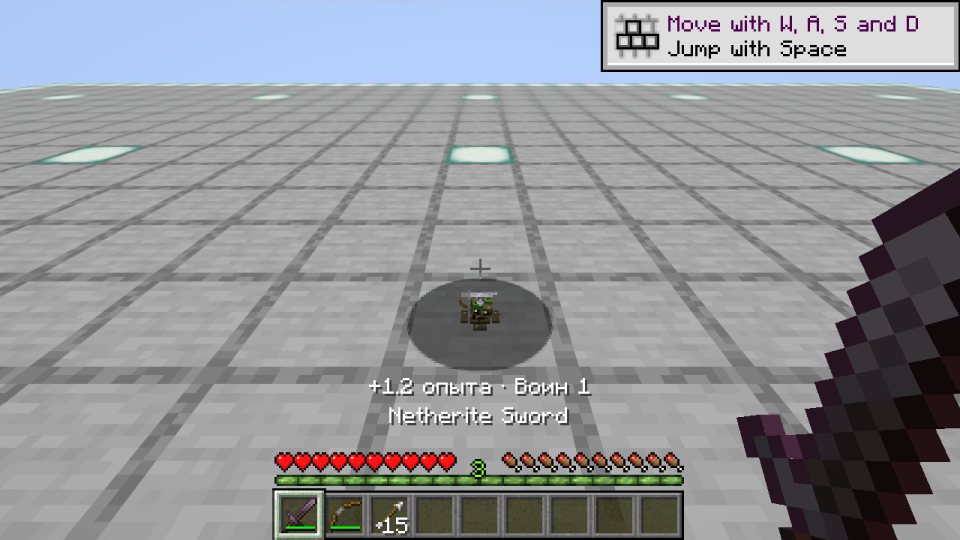 Move with W, A, S and D
Jump with Space
+1.2 опыта · Воин 1
Netherite Sword
3
15